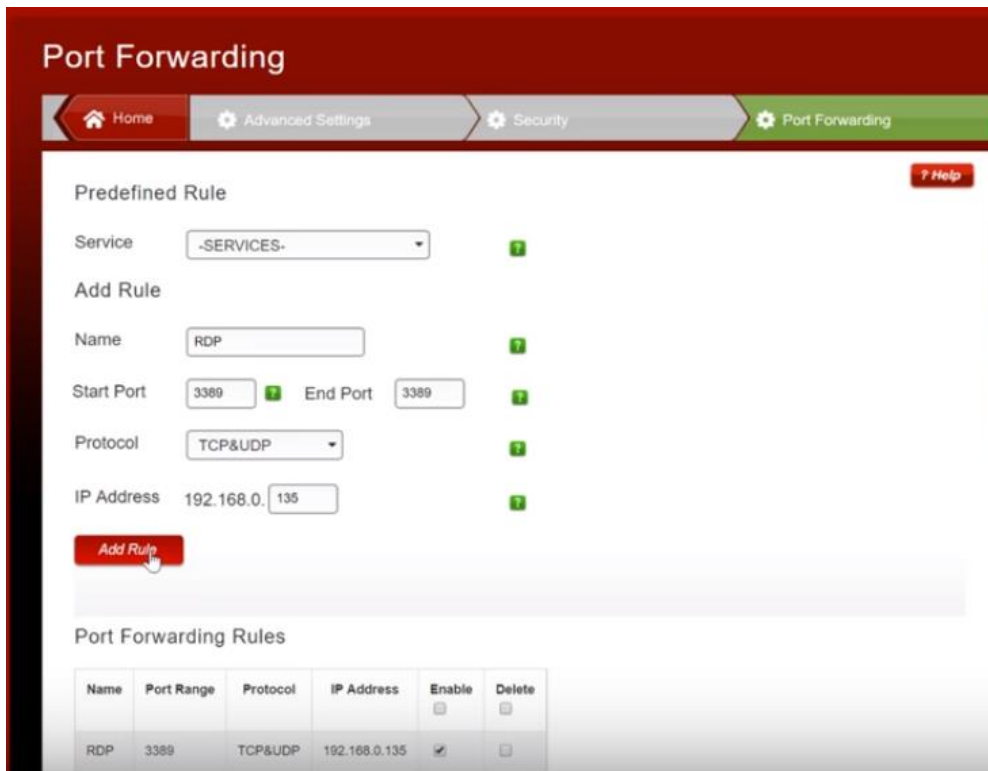 Port Forwarding
Home
Advanced Settings
Security
Port Forwarding
? Help
Predefined Rule
Service -SERVICES- ?
Add Rule
Name RDP ?
Start Port 3389 ? End Port 3389 ?
Protocol TCP&UDP ?
IP Address 192.168.0. 135 ?
Add Rule
Port Forwarding Rules
Name Port Range Protocol IP Address Enable Delete
RDP 3389 TCP&UDP 192.168.0.135